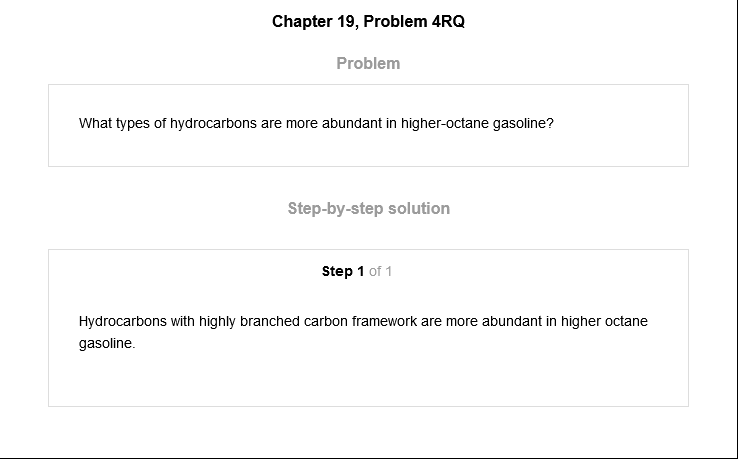 Chapter 19, Problem 4RQ
Problem
What types of hydrocarbons are more abundant in higher-octane gasoline?
Step-by-step solution
Step 1 of 1
Hydrocarbons with highly branched carbon framework are more abundant in higher octane
gasoline.